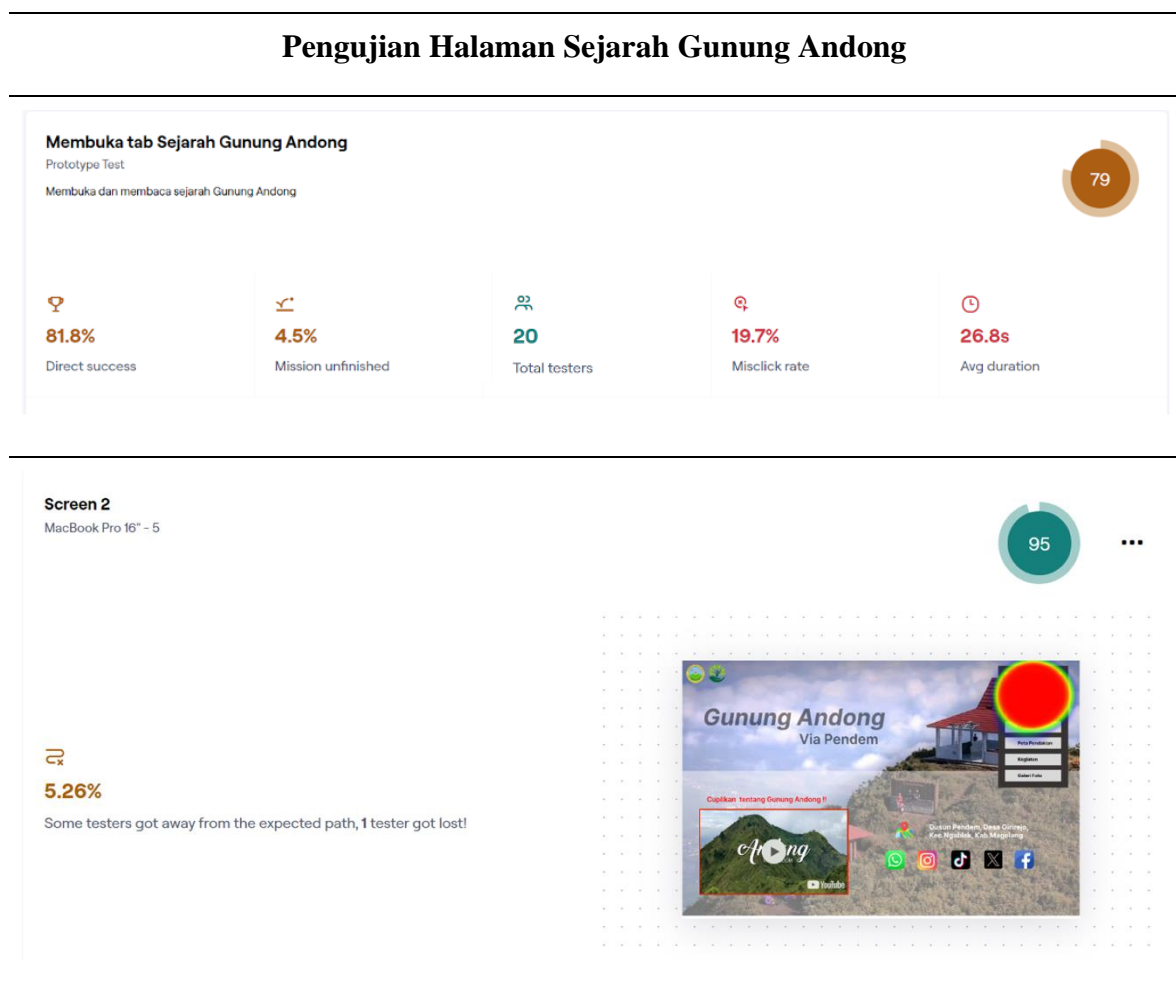 Pengujian Halaman Sejarah Gunung Andong
Membuka tab Sejarah Gunung Andong
Prototype Test
Membuka dan membaca sejarah Gunung Andong
79
81.8%
4.5%
20
19.7%
26.8s
Direct success
Mission unfinished
Total testers
Misclick rate
Avg duration
Screen 2
MacBook Pro 16" - 5
95
Gunung Andong
Via Pendem
Peta Pendakian
Kegiatan
Galeri Foto
5.26%
Some testers got away from the expected path, 1 tester got lost!
Cuplikan tentang Gunung Andong !!
Dusun Pendem, Desa Girirejo,
Kec.Ngablak, Kab.Magelang
YouTube